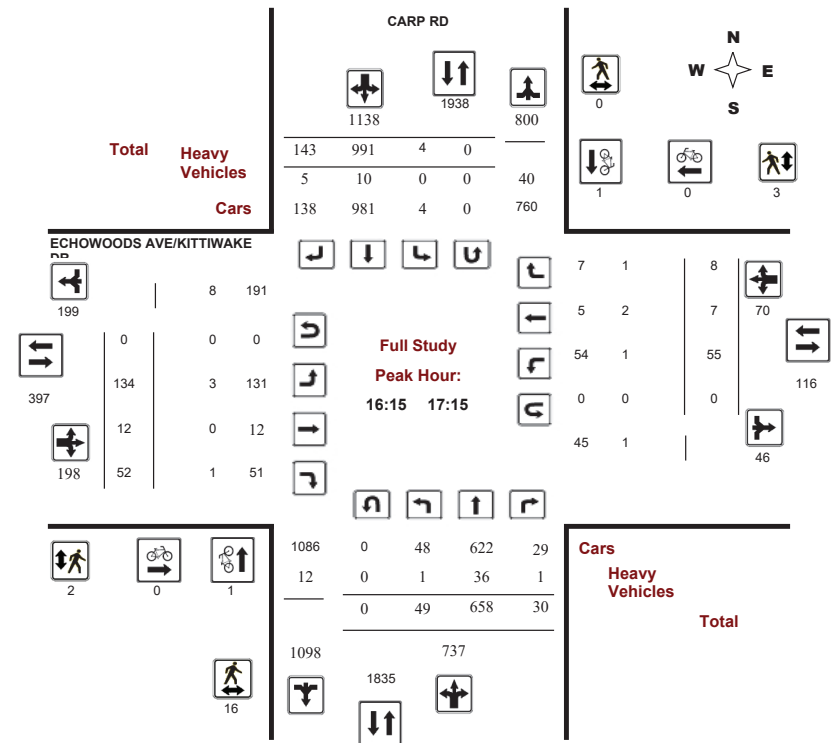 CARP RD
N
W E
S
1138
1938
800
0
Total
Heavy
Vehicles
Cars
143 991 4 0
5 10 0 0 40
138 981 4 0 760
1 0 3
ECHOWOODS AVE/KITTIWAKE
199
8 191
7 1 8
70
397
0 0 0
5 2 7
134 3 131
54 1 55
116
12 0 12
0 0 0
198
52 1 51
45 1
46
Full Study
Peak Hour:
16:15 17:15
2 0 1
1086 0 48 622 29
12 0 1 36 1
0 49 658 30
Cars
Heavy
Vehicles
Total
1098
737
1835
16